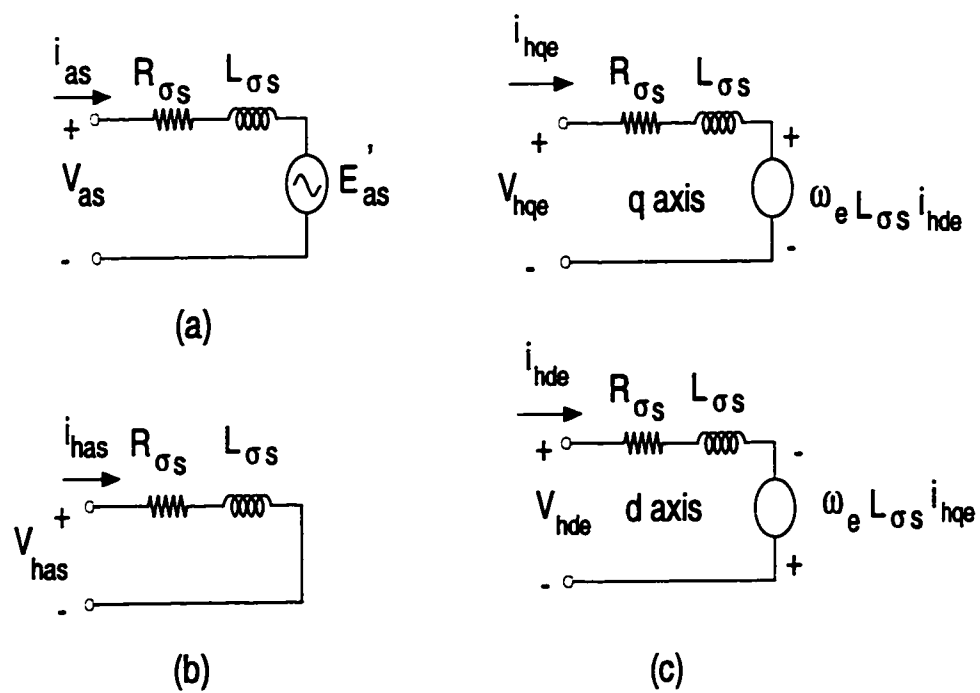 i_as
R_σs L_σs
+
V_as
E'_as
-
(a)
i_has
R_σs L_σs
+
V_has
-
(b)
i_hqe
R_σs L_σs
+ +
V_hqe q axis ω_e L_σs i_hde
- -
i_hde
R_σs L_σs
+ -
V_hde d axis ω_e L_σs i_hqe
- +
(c)